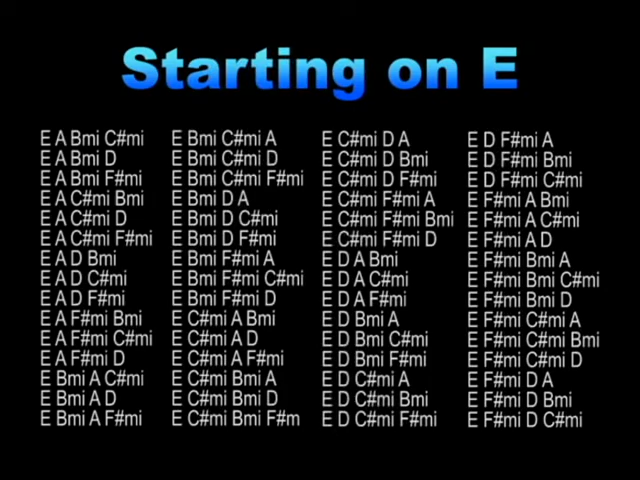 Starting on E
E A Bmi C#mi
E A Bmi D
E A Bmi F#mi
E A C#mi Bmi
E A C#mi D
E A C#mi F#mi
E A D Bmi
E A D C#mi
E A D F#mi
E A F#mi Bmi
E A F#mi C#mi
E A F#mi D
E Bmi A C#mi
E Bmi A D
E Bmi A F#mi
E Bmi C#mi A
E Bmi C#mi D
E Bmi C#mi F#mi
E Bmi D A
E Bmi D C#mi
E Bmi D F#mi
E Bmi F#mi A
E Bmi F#mi C#mi
E Bmi F#mi D
E C#mi A Bmi
E C#mi A D
E C#mi A F#mi
E C#mi Bmi A
E C#mi Bmi D
E C#mi Bmi F#m
E C#mi D A
E C#mi D Bmi
E C#mi D F#mi
E C#mi F#mi A
E C#mi F#mi Bmi
E C#mi F#mi D
E D A Bmi
E D A C#mi
E D A F#mi
E D Bmi A
E D Bmi C#mi
E D Bmi F#mi
E D C#mi A
E D C#mi Bmi
E D C#mi F#mi
E D F#mi A
E D F#mi Bmi
E D F#mi C#mi
E F#mi A Bmi
E F#mi A C#mi
E F#mi A D
E F#mi Bmi A
E F#mi Bmi C#mi
E F#mi Bmi D
E F#mi C#mi A
E F#mi C#mi Bmi
E F#mi C#mi D
E F#mi D A
E F#mi D Bmi
E F#mi D C#mi